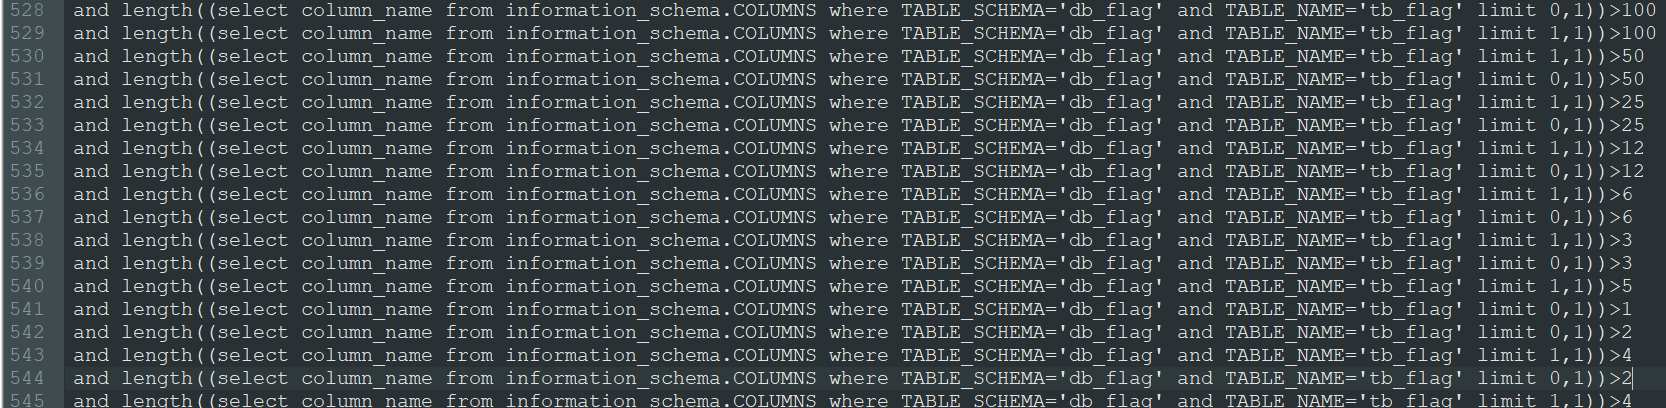 528 and length((select column_name from information_schema.COLUMNS where TABLE_SCHEMA='db_flag' and TABLE_NAME='tb_flag' limit 0,1))>100
529 and length((select column_name from information_schema.COLUMNS where TABLE_SCHEMA='db_flag' and TABLE_NAME='tb_flag' limit 1,1))>100
530 and length((select column_name from information_schema.COLUMNS where TABLE_SCHEMA='db_flag' and TABLE_NAME='tb_flag' limit 1,1))>50
531 and length((select column_name from information_schema.COLUMNS where TABLE_SCHEMA='db_flag' and TABLE_NAME='tb_flag' limit 0,1))>50
532 and length((select column_name from information_schema.COLUMNS where TABLE_SCHEMA='db_flag' and TABLE_NAME='tb_flag' limit 1,1))>25
533 and length((select column_name from information_schema.COLUMNS where TABLE_SCHEMA='db_flag' and TABLE_NAME='tb_flag' limit 0,1))>25
534 and length((select column_name from information_schema.COLUMNS where TABLE_SCHEMA='db_flag' and TABLE_NAME='tb_flag' limit 1,1))>12
535 and length((select column_name from information_schema.COLUMNS where TABLE_SCHEMA='db_flag' and TABLE_NAME='tb_flag' limit 0,1))>12
536 and length((select column_name from information_schema.COLUMNS where TABLE_SCHEMA='db_flag' and TABLE_NAME='tb_flag' limit 1,1))>6
537 and length((select column_name from information_schema.COLUMNS where TABLE_SCHEMA='db_flag' and TABLE_NAME='tb_flag' limit 0,1))>6
538 and length((select column_name from information_schema.COLUMNS where TABLE_SCHEMA='db_flag' and TABLE_NAME='tb_flag' limit 1,1))>3
539 and length((select column_name from information_schema.COLUMNS where TABLE_SCHEMA='db_flag' and TABLE_NAME='tb_flag' limit 0,1))>3
540 and length((select column_name from information_schema.COLUMNS where TABLE_SCHEMA='db_flag' and TABLE_NAME='tb_flag' limit 1,1))>5
541 and length((select column_name from information_schema.COLUMNS where TABLE_SCHEMA='db_flag' and TABLE_NAME='tb_flag' limit 0,1))>1
542 and length((select column_name from information_schema.COLUMNS where TABLE_SCHEMA='db_flag' and TABLE_NAME='tb_flag' limit 0,1))>2
543 and length((select column_name from information_schema.COLUMNS where TABLE_SCHEMA='db_flag' and TABLE_NAME='tb_flag' limit 1,1))>4
544 and length((select column_name from information_schema.COLUMNS where TABLE_SCHEMA='db_flag' and TABLE_NAME='tb_flag' limit 0,1))>2
545 and length((select column_name from information_schema.COLUMNS where TABLE_SCHEMA='db_flag' and TABLE_NAME='tb_flag' limit 1,1))>4